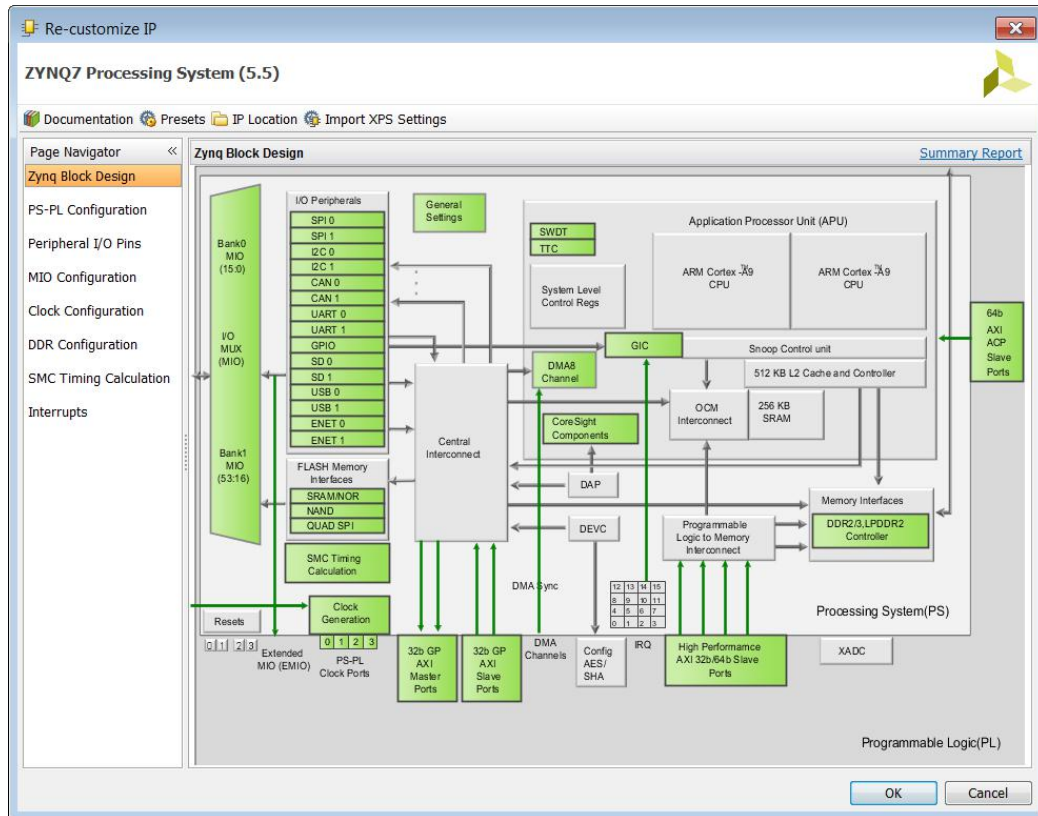 Re-customize IP
ZYNQ7 Processing System (5.5)
Documentation Presets IP Location Import XPS Settings
Page Navigator «
Zynq Block Design
PS-PL Configuration
Peripheral I/O Pins
MIO Configuration
Clock Configuration
DDR Configuration
SMC Timing Calculation
Interrupts
Zynq Block Design
Summary Report
Bank0
MIO
(15:0)
I/O
MUX
(MIO)
Bank1
MIO
(53:16)
I/O Peripherals
SPI 0
SPI 1
I2C 0
I2C 1
CAN 0
CAN 1
UART 0
UART 1
GPIO
SD 0
SD 1
USB 0
USB 1
ENET 0
ENET 1
FLASH Memory
Interfaces
SRAM/NOR
NAND
QUAD SPI
SMC Timing
Calculation
General
Settings
Application Processor Unit (APU)
SWDT
TTC
System Level
Control Regs
ARM Cortex -A9
TM
CPU
ARM Cortex -A9
TM
CPU
GIC
Snoop Control unit
512 KB L2 Cache and Controller
DMA8
Channel
OCM
Interconnect
256 KB
SRAM
CoreSight
Components
Central
Interconnect
DAP
DEVC
Programmable
Logic to Memory
Interconnect
Memory Interfaces
DDR2/3,LPDDR2
Controller
64b
AXI
ACP
Slave
Ports
DMA Sync
12 13 14 15
8 9 10 11
4 5 6 7
0 1 2 3
Processing System(PS)
Resets
0 1 2 3
Clock
Generation
0 1 2 3
Extended
MIO (EMIO)
PS-PL
Clock Ports
32b GP
AXI
Master
Ports
32b GP
AXI
Slave
Ports
DMA
Channels
Config
AES/
SHA
IRQ
High Performance
AXI 32b/64b Slave
Ports
XADC
Programmable Logic(PL)
OK
Cancel